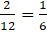 2/12 = 1/6